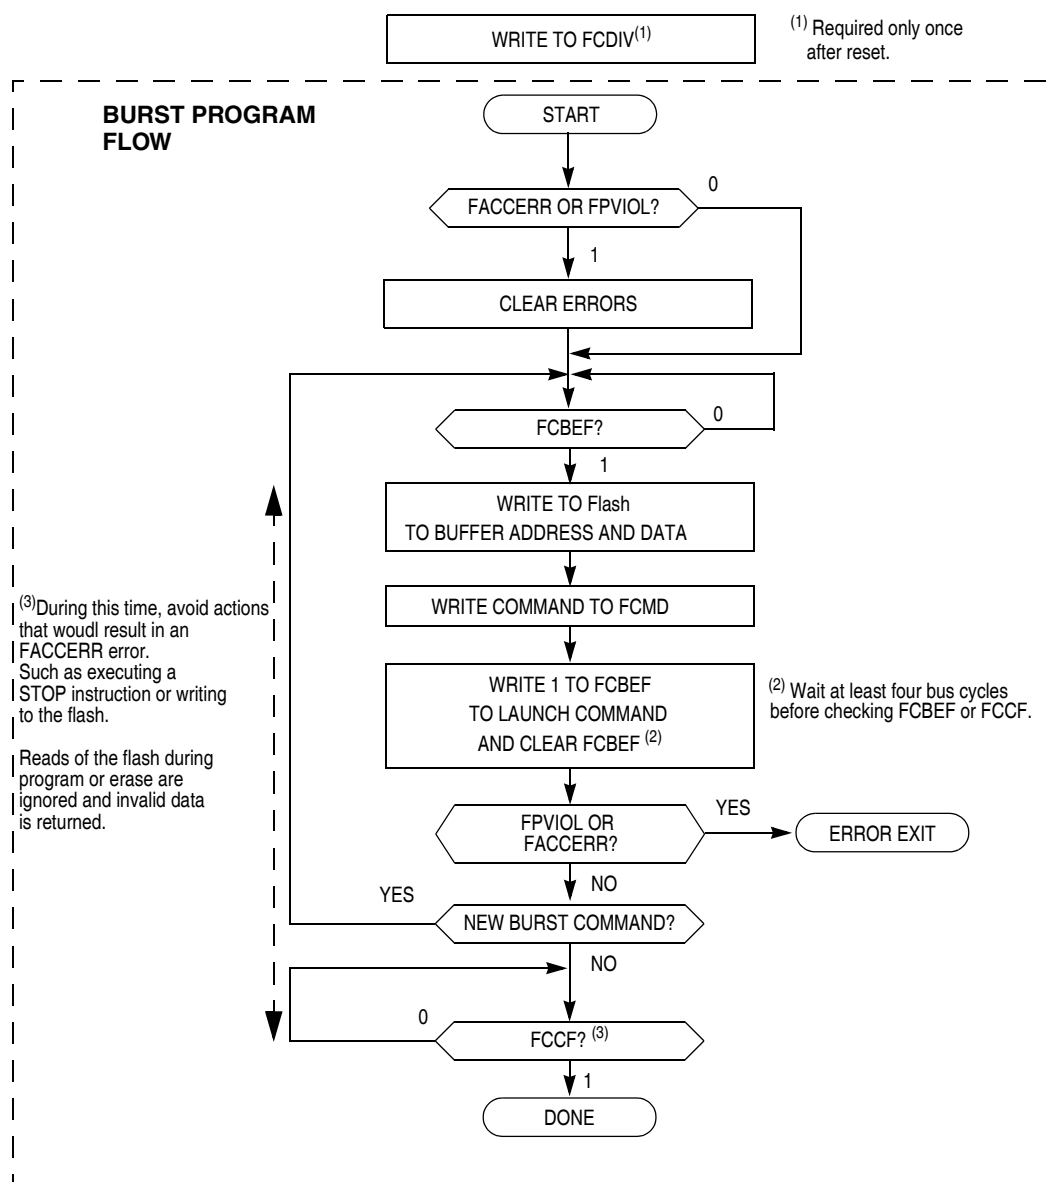 WRITE TO FCDIV(1)
(1) Required only once
after reset.
BURST PROGRAM
FLOW
START
0
FACCERR OR FPVIOL?
1
CLEAR ERRORS
0
FCBEF?
1
WRITE TO Flash
TO BUFFER ADDRESS AND DATA
WRITE COMMAND TO FCMD
(3)During this time, avoid actions
that woudl result in an
FACCERR error.
Such as executing a
STOP instruction or writing
to the flash.
Reads of the flash during
program or erase are
ignored and invalid data
is returned.
WRITE 1 TO FCBEF
TO LAUNCH COMMAND
AND CLEAR FCBEF (2)
(2) Wait at least four bus cycles
before checking FCBEF or FCCF.
FPVIOL OR
FACCERR?
YES
ERROR EXIT
NO
YES
NEW BURST COMMAND?
NO
0
FCCF? (3)
1
DONE